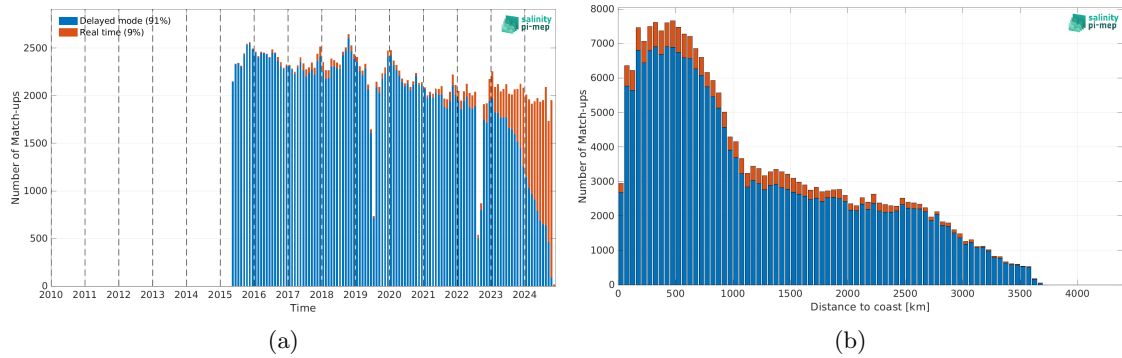 Delayed mode (91%)
Real time (9%)
salinity
pi-mep
Number of Match-ups
2500
2000
1500
1000
500
0
2010 2011 2012 2013 2014 2015 2016 2017 2018 2019 2020 2021 2022 2023 2024
Time
(a)
salinity
pi-mep
Number of Match-ups
8000
7000
6000
5000
4000
3000
2000
1000
0
0 500 1000 1500 2000 2500 3000 3500 4000
Distance to coast [km]
(b)